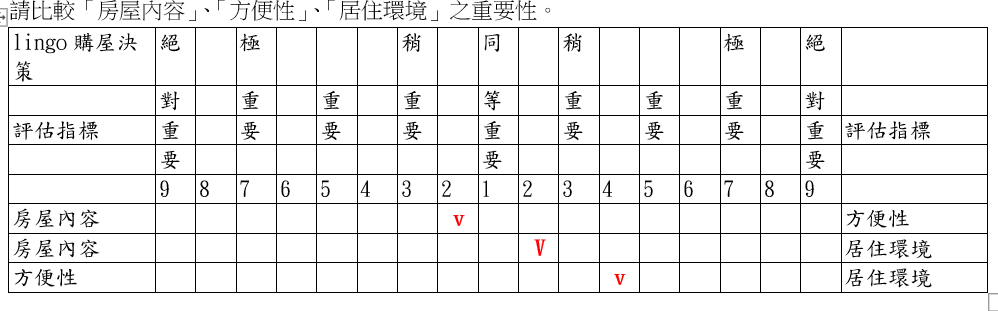 請比較「房屋內容」、「方便性」、「居住環境」之重要性。
lingo購屋決策 絕 極 稍 同 稍 極 絕
對 重 重 重 等 重 重 重 對
評估指標 重 要 要 要 重 要 要 要 重 評估指標
要 要 要
9 8 7 6 5 4 3 2 1 2 3 4 5 6 7 8 9
房屋內容 v 方便性
房屋內容 V 居住環境
方便性 v 居住環境